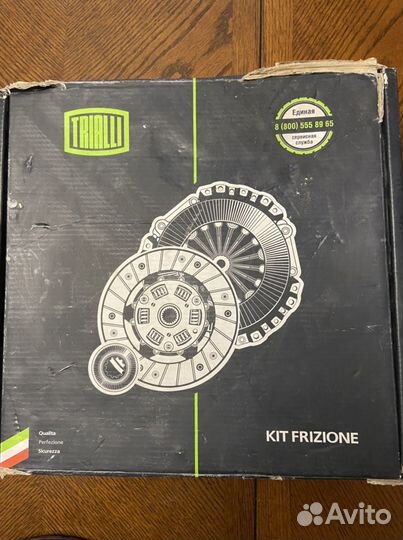 TRIALLI
Единая
8 (800) 555 89 65
сервисная
служба
Qualita
Perfezione
Sicurezza
KIT FRIZIONE
Avito